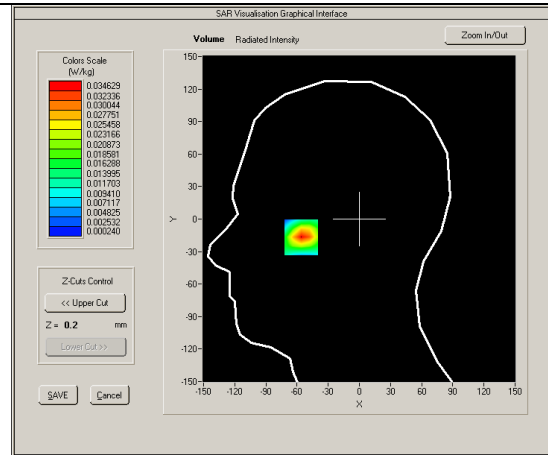 SAR Visualisation Graphical Interface
Volume Radiated Intensity
Zoom In/Out
Colors Scale
(W/kg)
0.034629
0.032336
0.030044
0.027751
0.025458
0.023166
0.020873
0.018581
0.016288
0.013995
0.011703
0.009410
0.007117
0.004825
0.002532
0.000240
Z-Cuts Control
<< Upper Cut
Z = 0.2 mm
Lower Cut >>
SAVE Cancel
150
120
90
60
30
0
-30
-60
-90
-120
-150
Y
-150 -120 -90 -60 -30 0 30 60 90 120 150
X